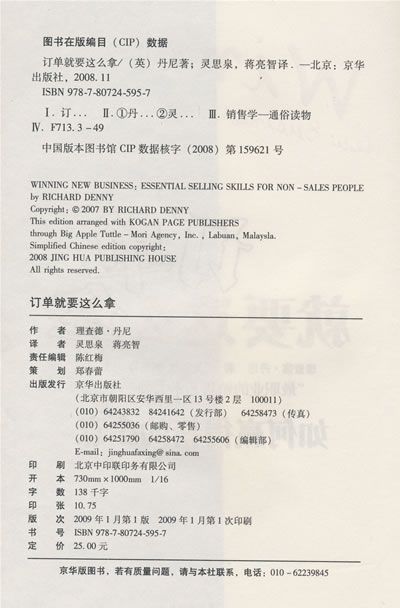 图书在版编目（CIP）数据
订单就要这么拿/（英）丹尼著；灵思泉，蒋亮智译．—北京：京华
出版社，2008.11
ISBN 978-7-80724-595-7
Ⅰ.订… Ⅱ.①丹…②灵… Ⅲ.销售学—通俗读物
Ⅳ.F713.3-49
中国版本图书馆CIP数据核字（2008）第159621号
WINNING NEW BUSINESS: ESSENTIAL SELLING SKILLS FOR NON-SALES PEOPLE
by RICHARD DENNY
Copyright: © 2007 BY RICHARD DENNY
This edition arranged with KOGAN PAGE PUBLISHERS
through Big Apple Tuttle-Mori Agency, Inc., Labuan, Malaysla.
Simplified Chinese edition copyright:
2008 JING HUA PUBLISHING HOUSE
All rights reserved.
订单就要这么拿
作者 理查德·丹尼
译者 灵思泉 蒋亮智
责任编辑 陈红梅
策划 郑春蕾
出版发行 京华出版社
（北京市朝阳区安华西里一区13号楼2层 100011）
（010）64243832 84241642（发行部） 64258473（传真）
（010）64255036（邮购、零售）
（010）64251790 64258472 64255606（编辑部）
E-mail: jinghuafaxing@sina.com
印刷 北京中印联印务有限公司
开本 730mm×1000mm 1/16
字数 138千字
印张 10.75
版次 2009年1月第1版 2009年1月第1次印刷
书号 ISBN 978-7-80724-595-7
定价 25.00元
京华版图书，若有质量问题，请与本社联系，电话：010-62239845